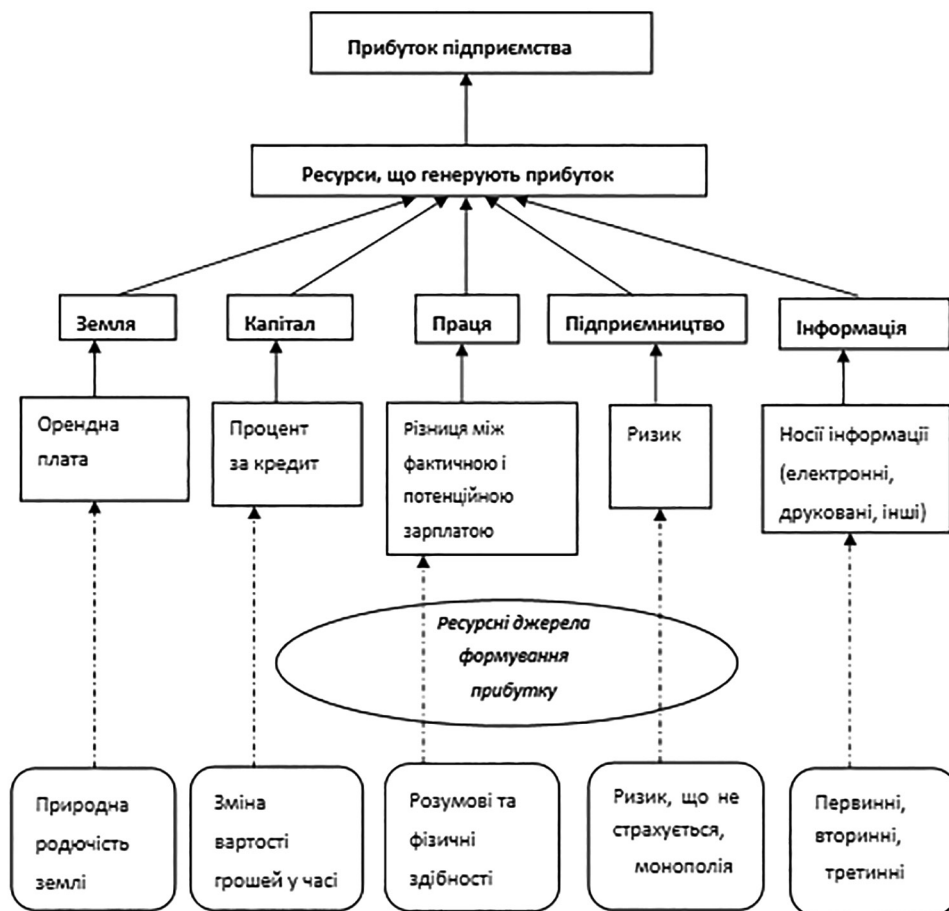 Прибуток підприємства
Ресурси, що генерують прибуток
Земля
Капітал
Праця
Підприємництво
Інформація
Орендна
плата
Процент
за кредит
Різниця між
фактичною і
потенційною
зарплатою
Ризик
Носії інформації
(електронні,
друковані, інші)
Ресурсні джерела
формування
прибутку
Природна
родючість
землі
Зміна
вартості
грошей у часі
Розумові та
фізичні
здібності
Ризик, що не
страхується,
монополія
Первинні,
вторинні,
третинні